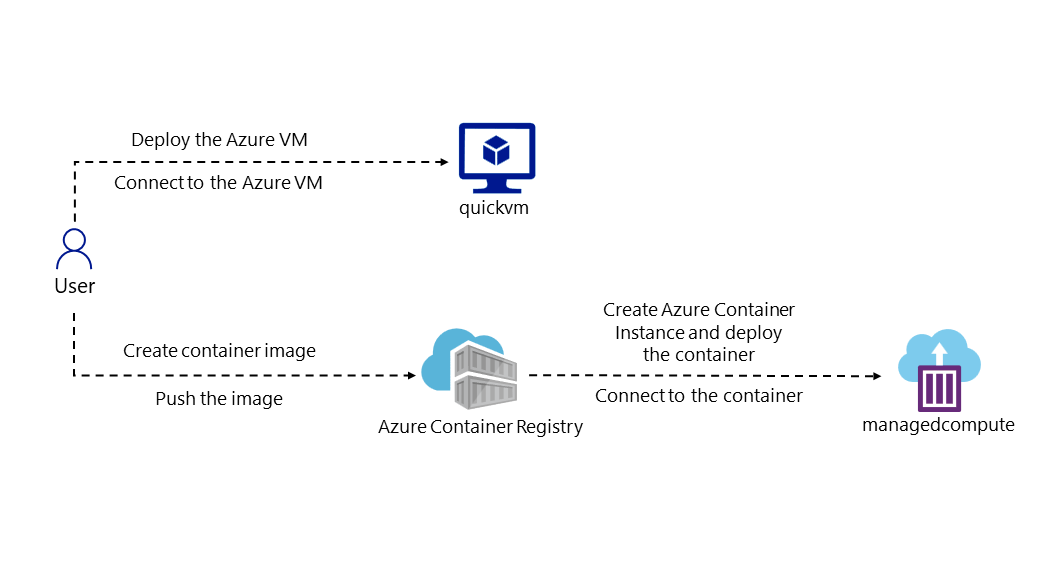 Deploy the Azure VM
Connect to the Azure VM
quickvm
User
Create container image
Push the image
Azure Container Registry
Create Azure Container
Instance and deploy
the container
Connect to the container
managedcompute